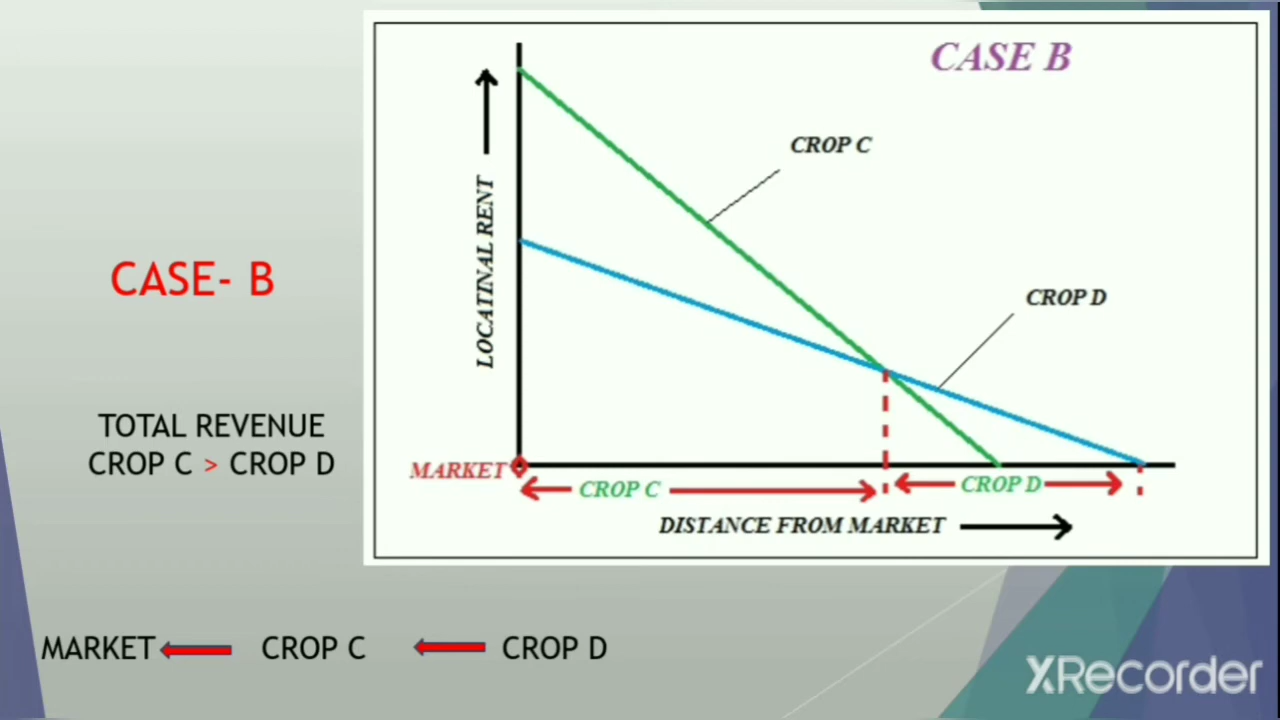 CASE B
CROP C
LOCATINAL RENT
CROP D
CASE- B
TOTAL REVENUE
CROP C > CROP D
MARKET
CROP C
CROP D
DISTANCE FROM MARKET
MARKET CROP C CROP D
XRecorder